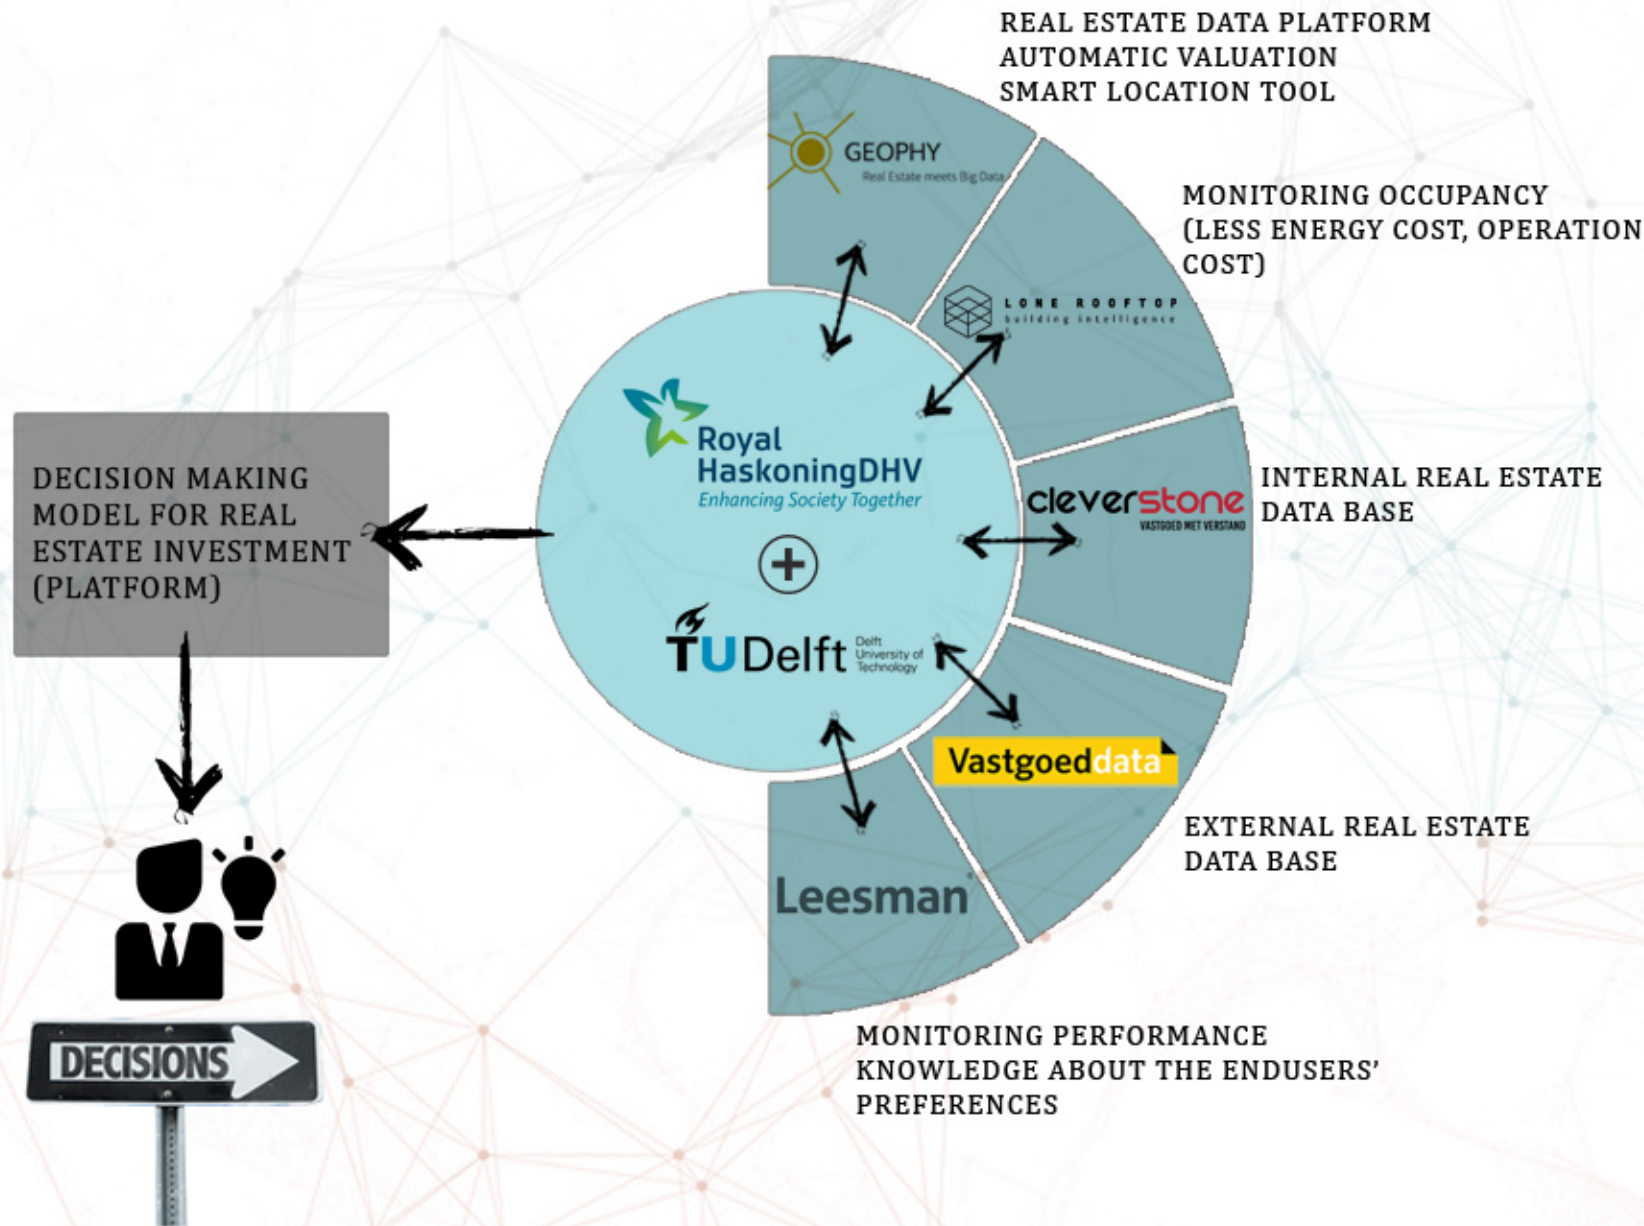 REAL ESTATE DATA PLATFORM
AUTOMATIC VALUATION
SMART LOCATION TOOL
GEOPHY
Real Estate meets Big Data
MONITORING OCCUPANCY
(LESS ENERGY COST, OPERATION
COST)
LONE ROOFTOP
building intelligence
Royal
HaskoningDHV
Enhancing Society Together
cleverstone
VASTGOED MET VERSTAND
INTERNAL REAL ESTATE
DATA BASE
DECISION MAKING
MODEL FOR REAL
ESTATE INVESTMENT
(PLATFORM)
+
TUDelft
Delft
University of
Technology
Vastgoeddata
EXTERNAL REAL ESTATE
DATA BASE
Leesman
MONITORING PERFORMANCE
KNOWLEDGE ABOUT THE ENDUSERS’
PREFERENCES
DECISIONS